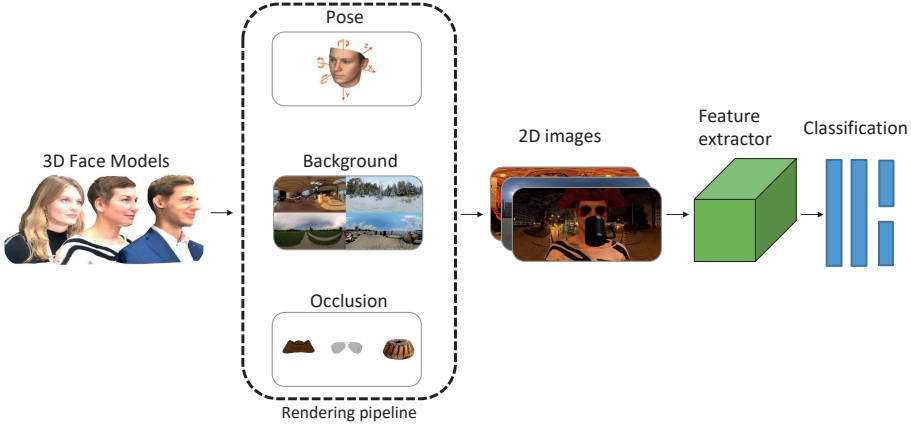 Pose
Z
X
Y
3D Face Models
Background
Occlusion
Rendering pipeline
2D images
Feature
extractor
Classification